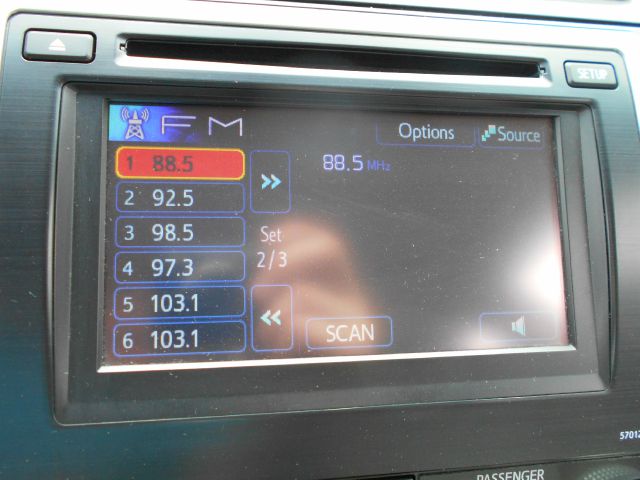 SETUP
FM
Options
Source
1 88.5
88.5 MHz
2 92.5
3 98.5
Set
2/3
4 97.3
5 103.1
6 103.1
SCAN
57012
PASSENGER